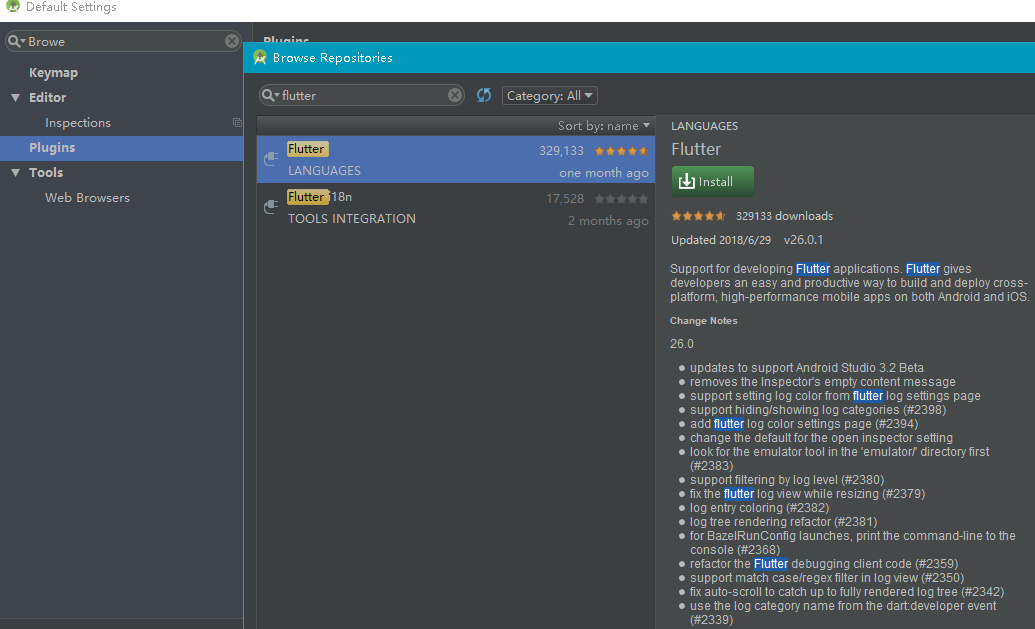 Default Settings
Browe
Keymap
Editor
Inspections
Plugins
Tools
Web Browsers
Plugins
Browse Repositories
flutter
Category: All
Sort by: name
Flutter
329,133
LANGUAGES
one month ago
Flutter i18n
17,528
TOOLS INTEGRATION
2 months ago
LANGUAGES
Flutter
Install
329133 downloads
Updated 2018/6/29 v26.0.1
Support for developing Flutter applications. Flutter gives
developers an easy and productive way to build and deploy cross-
platform, high-performance mobile apps on both Android and iOS.
Change Notes
26.0
updates to support Android Studio 3.2 Beta
removes the Inspector's empty content message
support setting log color from flutter log settings page
support hiding/showing log categories (#2398)
add flutter log color settings page (#2394)
change the default for the open inspector setting
look for the emulator tool in the 'emulator/' directory first
(#2383)
support filtering by log level (#2380)
fix the flutter log view while resizing (#2379)
log entry coloring (#2382)
log tree rendering refactor (#2381)
for BazelRunConfig launches, print the command-line to the
console (#2368)
refactor the Flutter debugging client code (#2359)
support match case/regex filter in log view (#2350)
fix auto-scroll to catch up to fully rendered log tree (#2342)
use the log category name from the dart:developer event
(#2339)